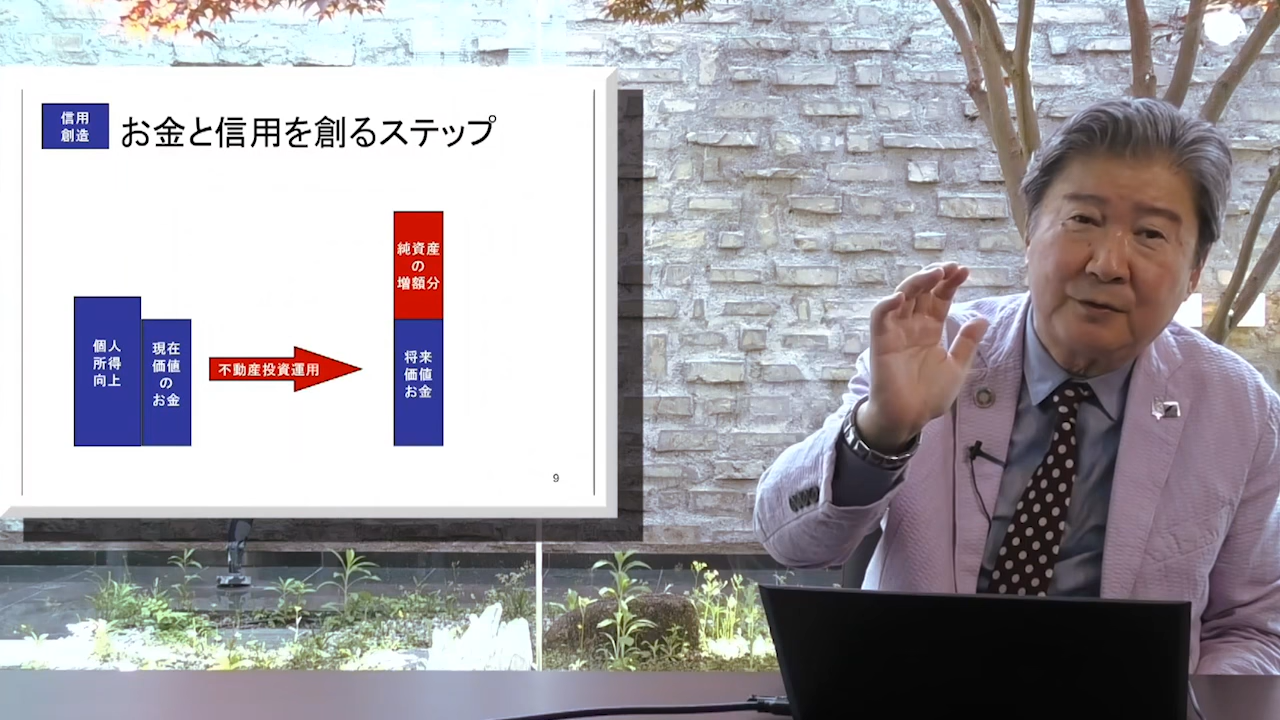 信用
創造
お金と信用を創るステップ
純資産
の
増額分
個人
所得
向上
現在
価値
の
お金
不動産投資運用
将来
価値
お金
9